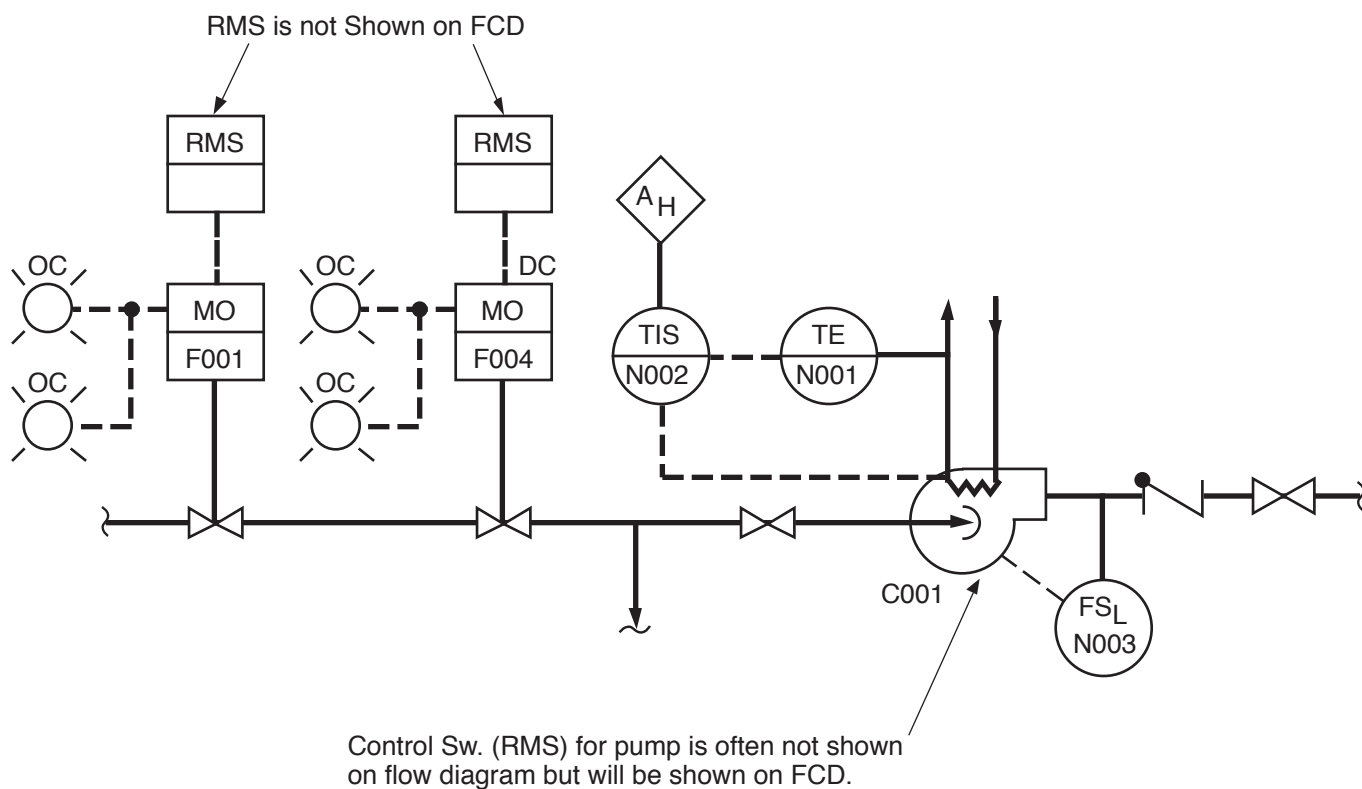 RMS is not Shown on FCD
RMS
RMS
A H
OC
OC
DC
MO
MO
TIS
TE
F001
F004
N002
N001
OC
OC
C001
FSL
N003
Control Sw. (RMS) for pump is often not shown
on flow diagram but will be shown on FCD.